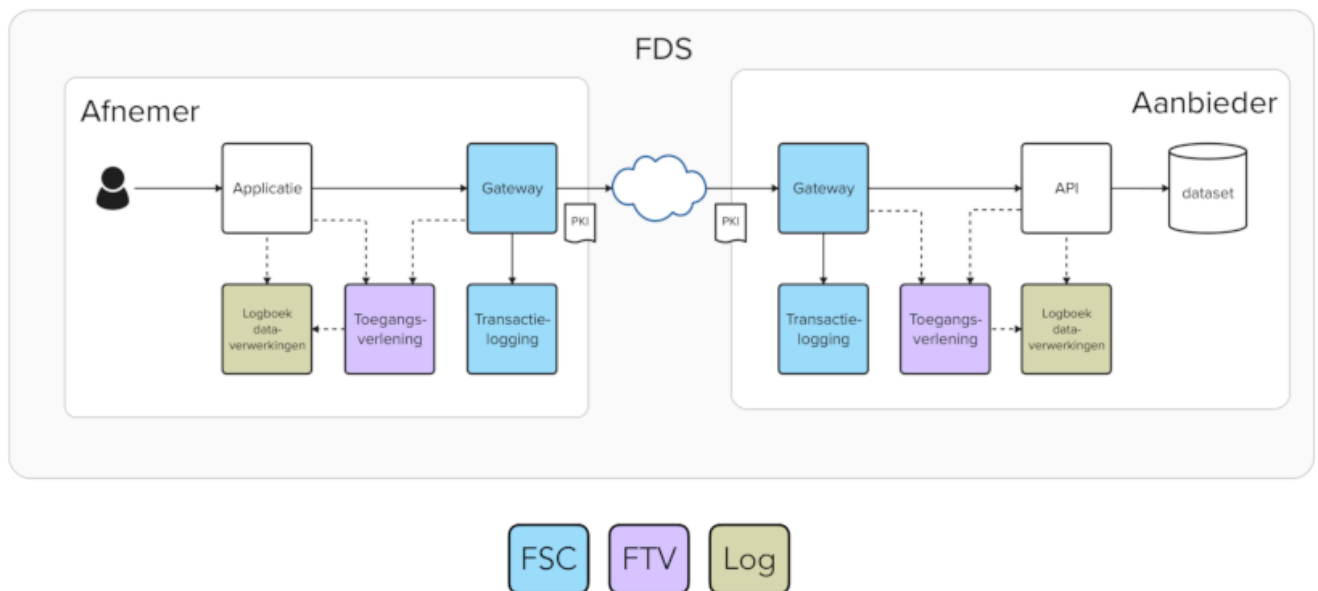 FDS
Afnemer
Aanbieder
Applicatie
Gateway
PKI
PKI
Gateway
API
dataset
Logboek
data-
verwerkingen
Toegangs-
verlening
Transactie-
logging
Transactie-
logging
Toegangs-
verlening
Logboek
data-
verwerkingen
FSC
FTV
Log